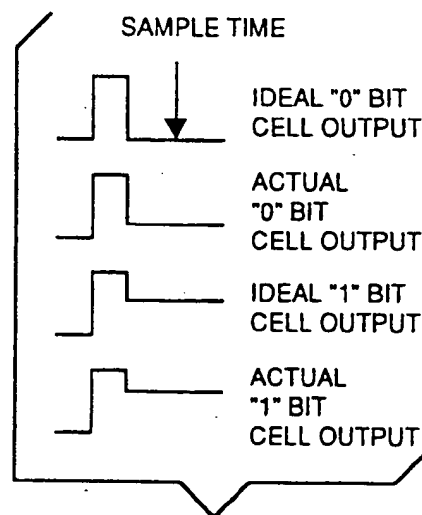 SAMPLE TIME
IDEAL "0" BIT
CELL OUTPUT
ACTUAL
"0" BIT
CELL OUTPUT
IDEAL "1" BIT
CELL OUTPUT
ACTUAL
"1" BIT
CELL OUTPUT